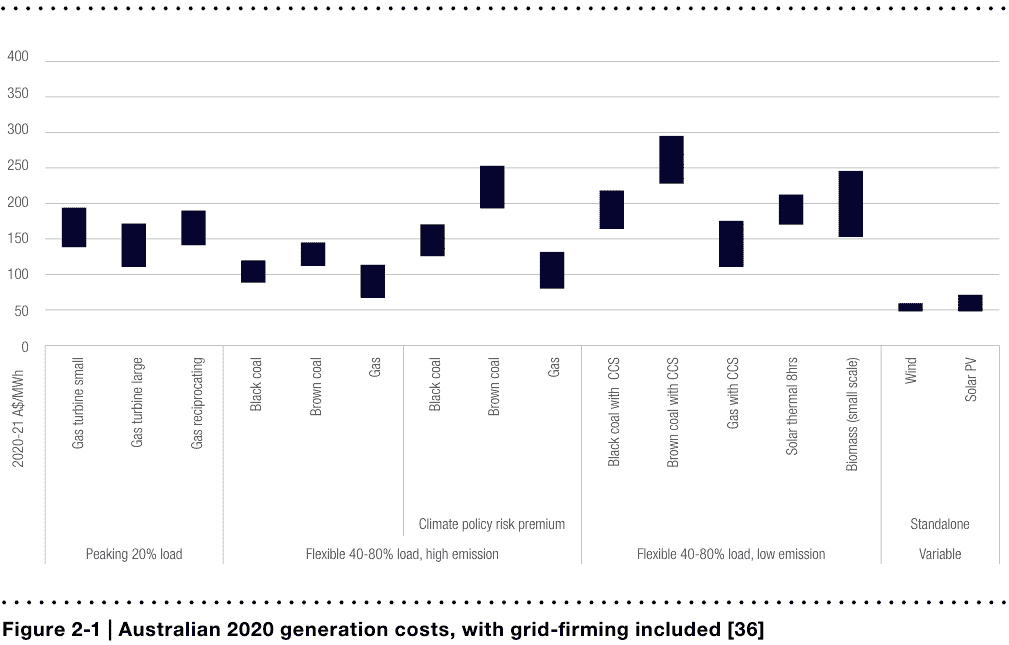 400
350
300
250
200
150
100
50
0
2020-21 A$/MWh
Gas turbine small
Gas turbine large
Gas reciprocating
Black coal
Brown coal
Gas
Black coal
Brown coal
Gas
Black coal with CCS
Brown coal with CCS
Gas with CCS
Solar thermal 8hrs
Biomass (small scale)
Wind
Solar PV
Climate policy risk premium
Standalone
Peaking 20% load
Flexible 40-80% load, high emission
Flexible 40-80% load, low emission
Variable
Figure 2-1 | Australian 2020 generation costs, with grid-firming included [36]